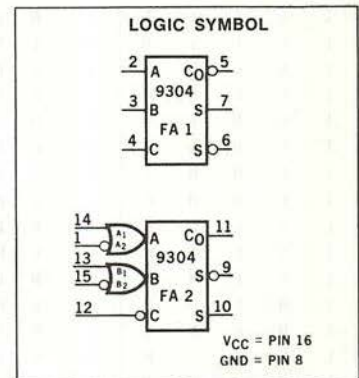 LOGIC SYMBOL
2 A CO 5
9304
3 B S 7
FA 1
4 C S 6
14 A1 A CO 11
1 A2 9304
13 B1 B S 9
15 B2 FA 2
12 C S 10
VCC = PIN 16
GND = PIN 8